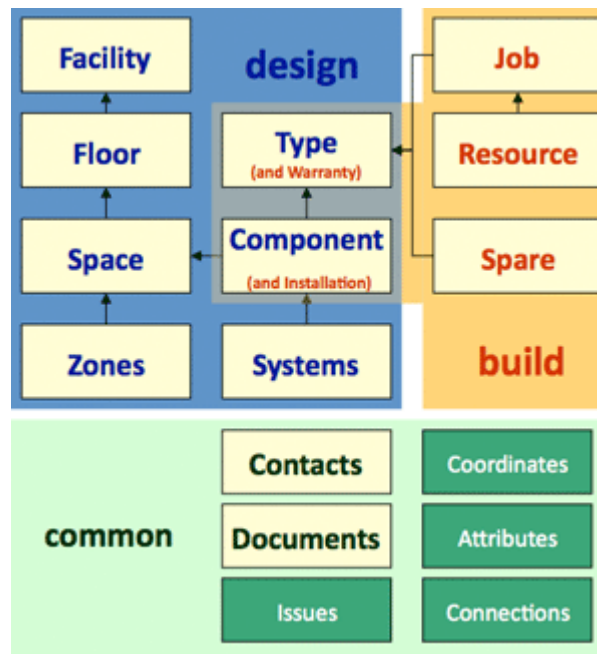 Facility
design
Job
Floor
Type
(and Warranty)
Resource
Space
Component
(and Installation)
Spare
Zones
Systems
build
Contacts
Coordinates
common
Documents
Attributes
Issues
Connections